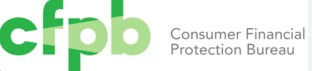 cfpb
Consumer Financial
Protection Bureau